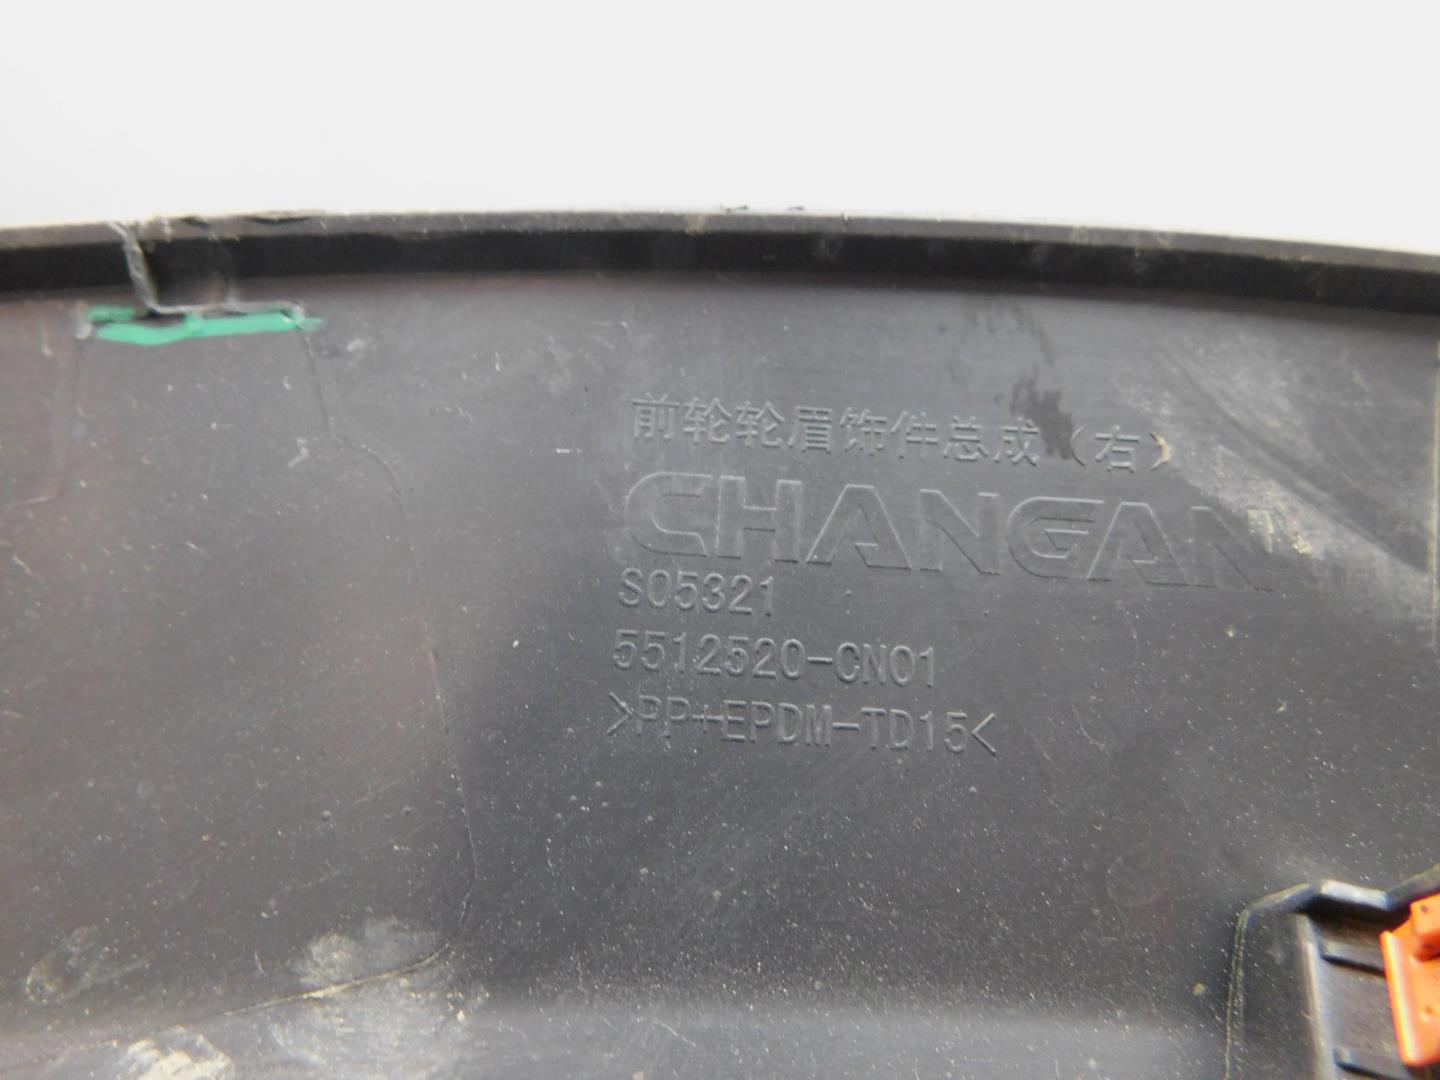 前轮轮眉饰件总成（右）
CHANGAN
S05321
5512520-CN01
>PP+EPDM-TD15<